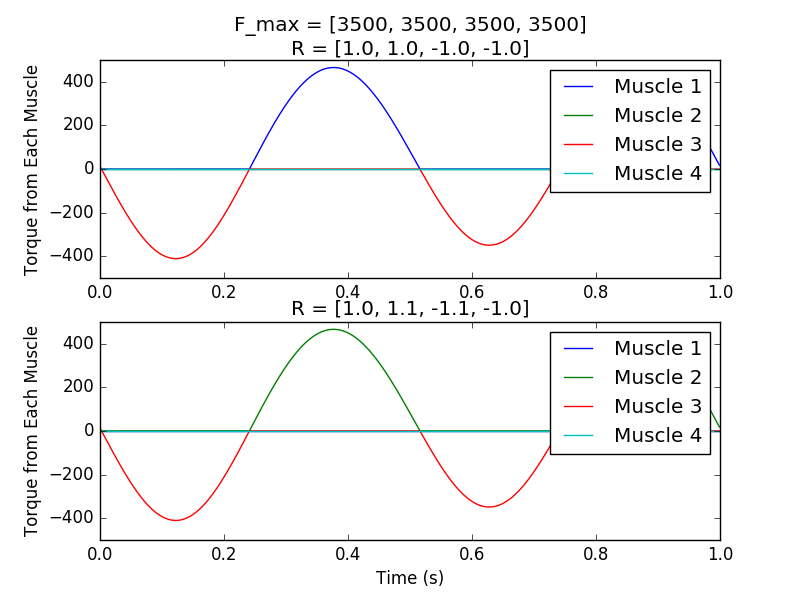 F_max = [3500, 3500, 3500, 3500]
R = [1.0, 1.0, -1.0, -1.0]
Torque from Each Muscle
400
200
0
−200
−400
Muscle 1
Muscle 2
Muscle 3
Muscle 4
0.0 0.2 0.4 0.6 0.8 1.0
R = [1.0, 1.1, -1.1, -1.0]
Torque from Each Muscle
400
200
0
−200
−400
Muscle 1
Muscle 2
Muscle 3
Muscle 4
0.0 0.2 0.4 0.6 0.8 1.0
Time (s)